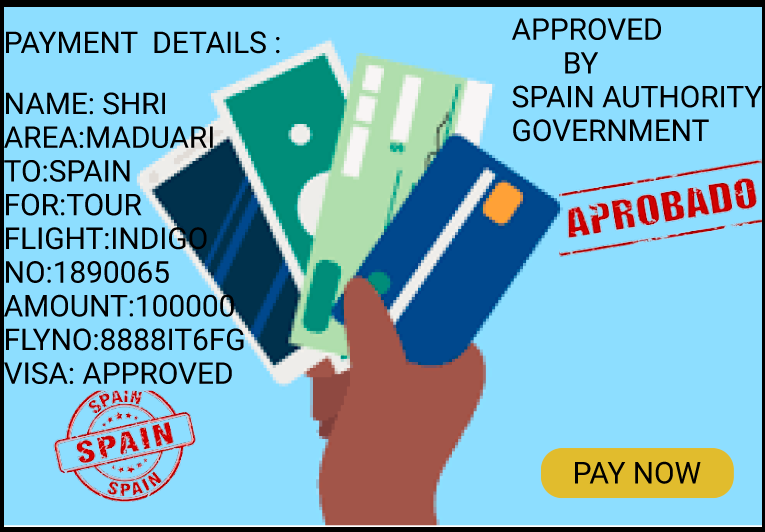 PAYMENT DETAILS :
NAME: SHRI
AREA:MADUARI
TO:SPAIN
FOR:TOUR
FLIGHT:INDIGO
NO:1890065
AMOUNT:100000
FLYNO:8888IT6FG
VISA: APPROVED
SPAIN
SPAIN
SPAIN
APPROVED
BY
SPAIN AUTHORITY
GOVERNMENT
APROBADO
PAY NOW